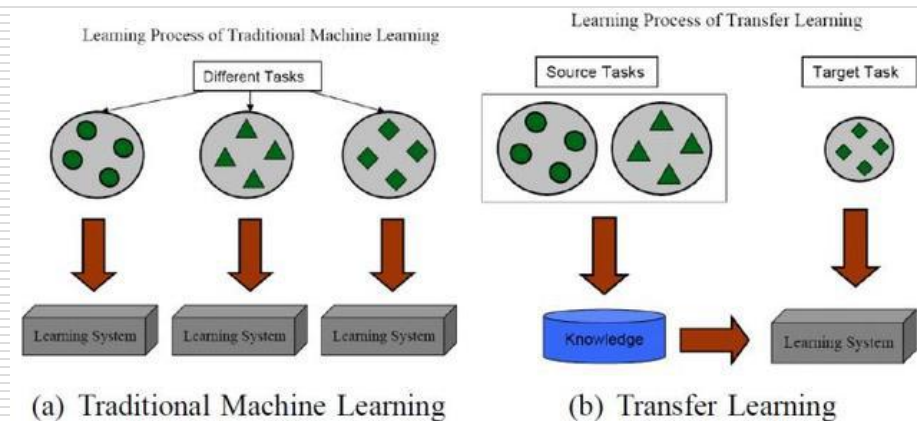 Learning Process of Traditional Machine Learning
Different Tasks
Learning System
Learning System
Learning System
(a) Traditional Machine Learning
Learning Process of Transfer Learning
Source Tasks
Target Task
Knowledge
Learning System
(b) Transfer Learning